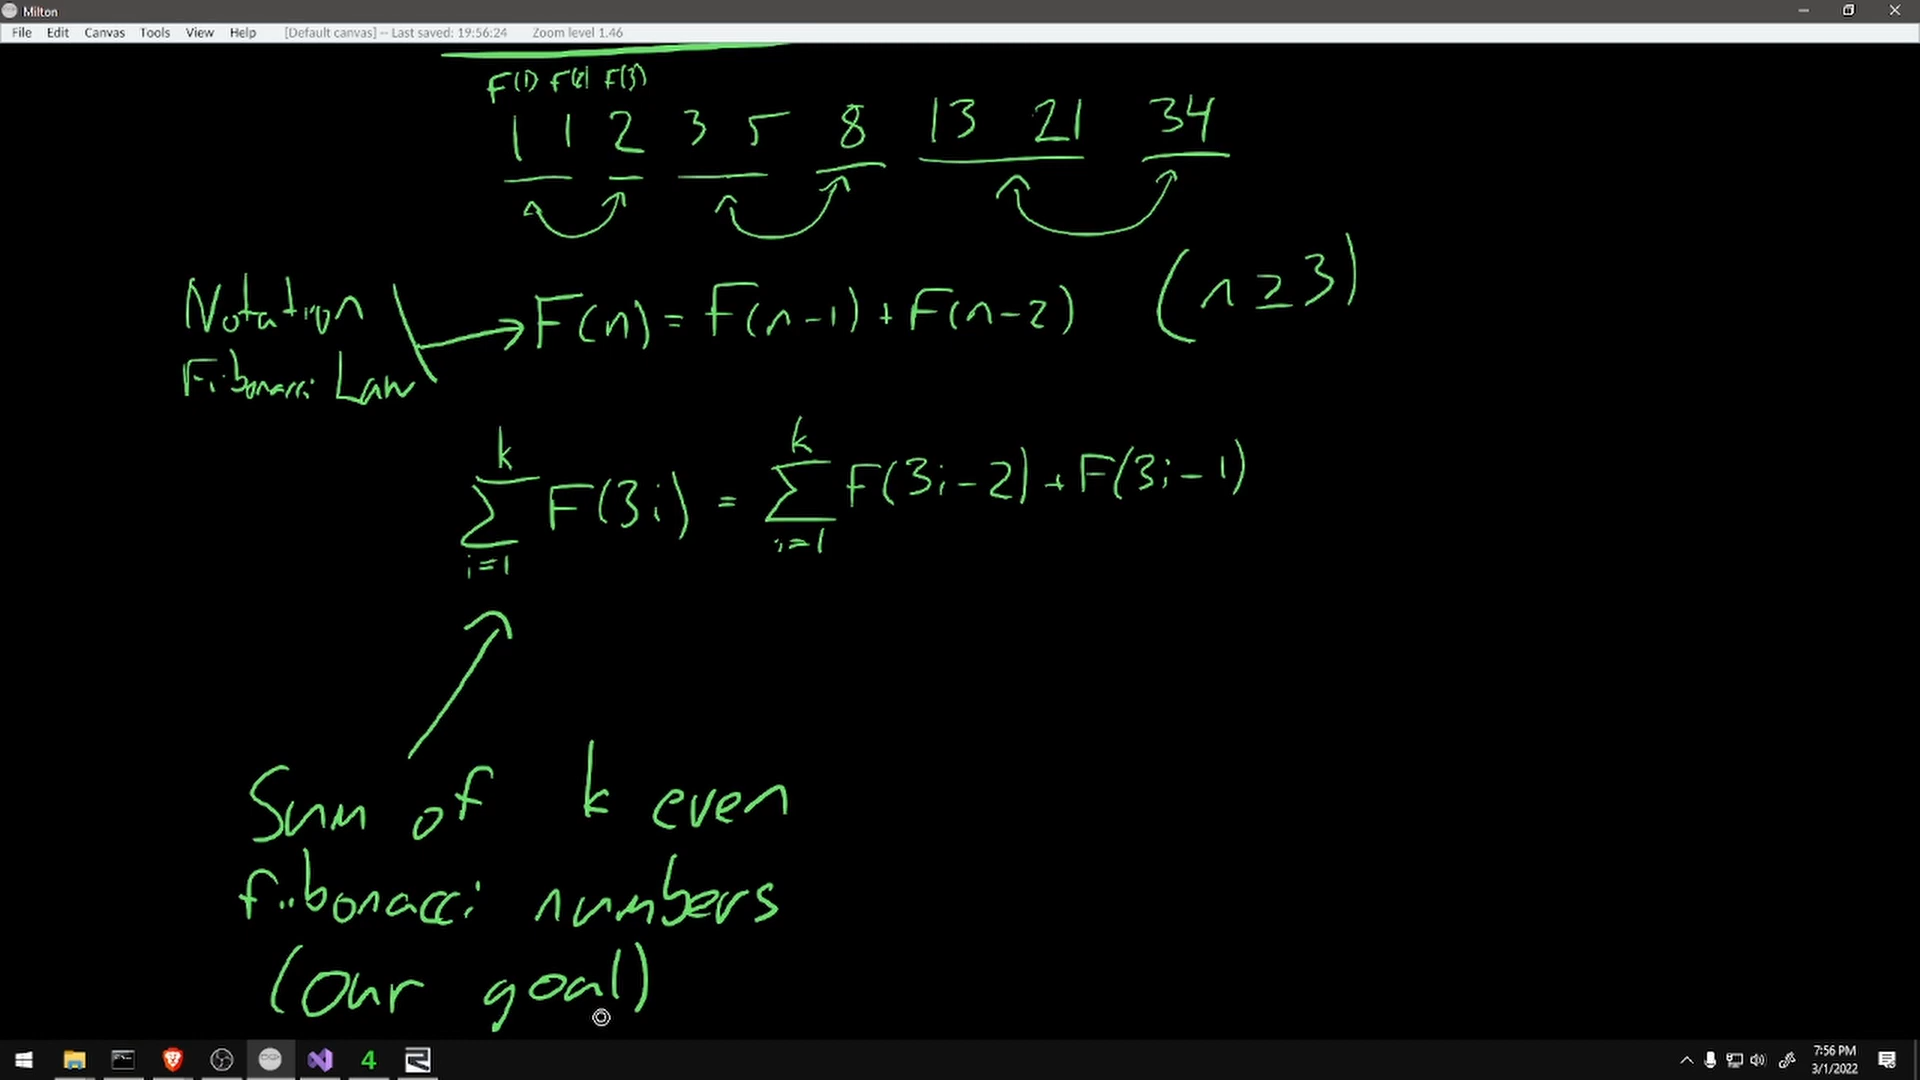 Milton
File Edit Canvas Tools View Help [Default canvas] -- Last saved: 19:56:24 Zoom level 1.46
F(1) F(2) F(3)
1 1 2 3 5 8 13 21 34
Notation
Fibonacci Law
F(n) = F(n-1) + F(n-2) (n ≥ 3)
k k
∑ F(3i) = ∑ F(3i-2) + F(3i-1)
i=1 i=1
Sum of k even
fibonacci numbers
(our goal)
4
7:56 PM
3/1/2022